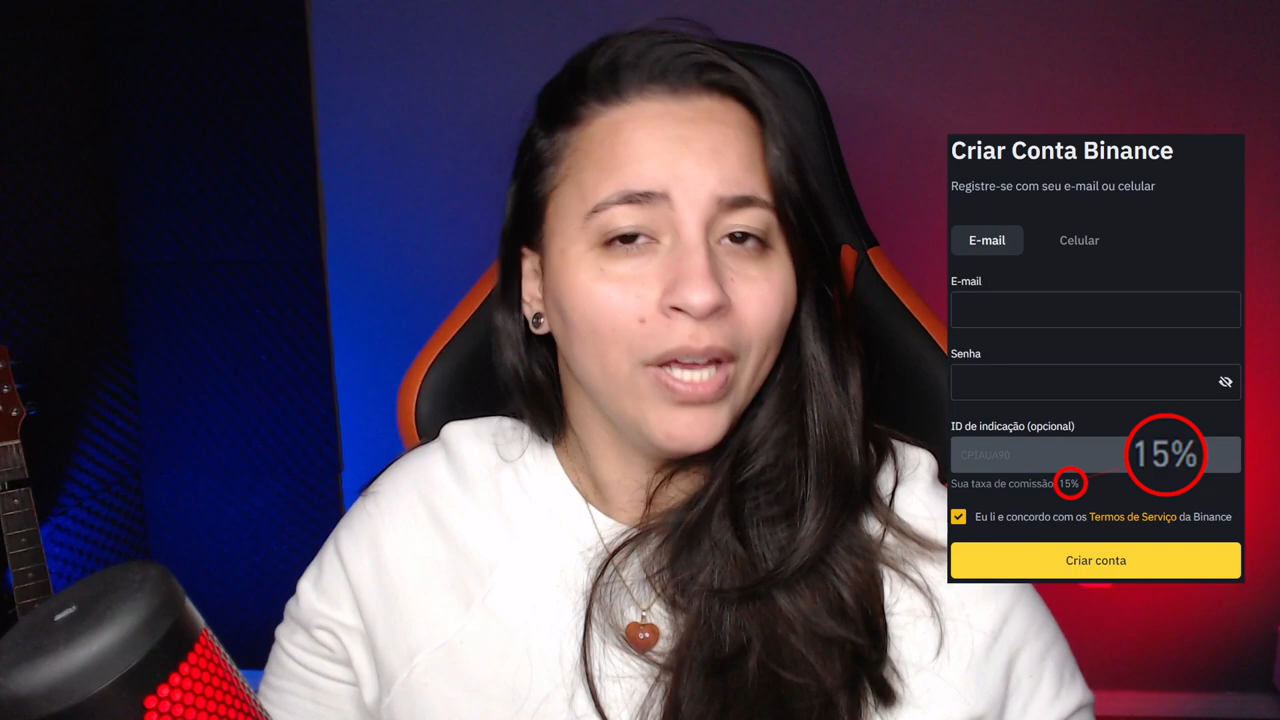 Criar Conta Binance
Registre-se com seu e-mail ou celular
E-mail
Celular
E-mail
Senha
ID de indicação (opcional)
CPIAUA90
15%
Sua taxa de comissão 15%
Eu li e concordo com os Termos de Serviço da Binance
Criar conta